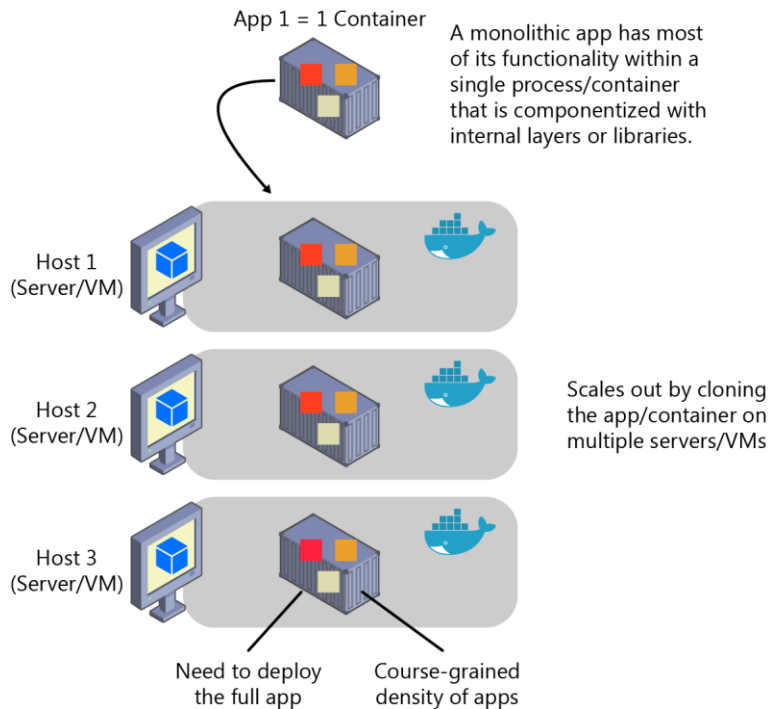 App 1 = 1 Container
A monolithic app has most
of its functionality within a
single process/container
that is componentized with
internal layers or libraries.
Host 1
(Server/VM)
Host 2
(Server/VM)
Scales out by cloning
the app/container on
multiple servers/VMs
Host 3
(Server/VM)
Need to deploy
the full app
Course-grained
density of apps